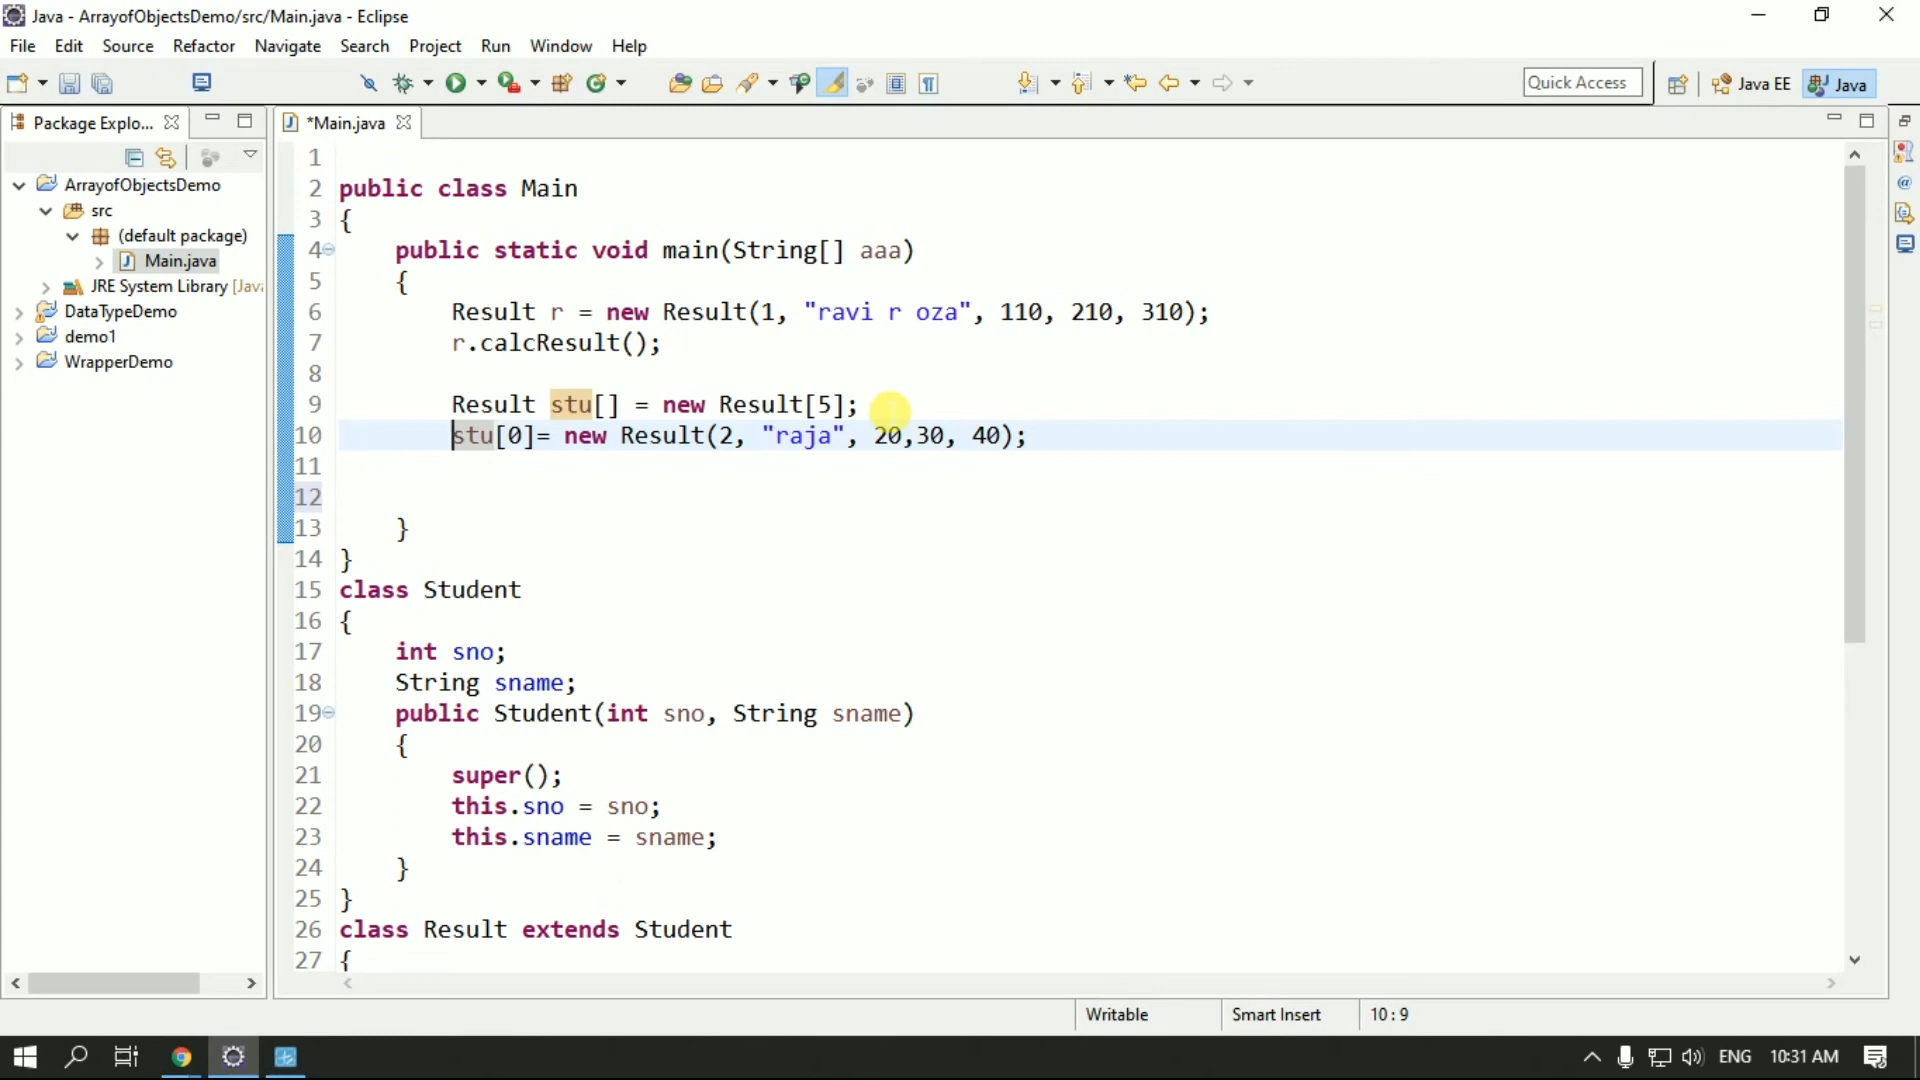 Java - ArrayofObjectsDemo/src/Main.java - Eclipse
File Edit Source Refactor Navigate Search Project Run Window Help
Quick Access Java EE Java
Package Explo... *Main.java
ArrayofObjectsDemo
src
(default package)
Main.java
JRE System Library [Java
DataTypeDemo
demo1
WrapperDemo
1
2 public class Main
3 {
4 public static void main(String[] aaa)
5 {
6 Result r = new Result(1, "ravi r oza", 110, 210, 310);
7 r.calcResult();
8
9 Result stu[] = new Result[5];
10 stu[0]= new Result(2, "raja", 20,30, 40);
11
12
13 }
14 }
15 class Student
16 {
17 int sno;
18 String sname;
19 public Student(int sno, String sname)
20 {
21 super();
22 this.sno = sno;
23 this.sname = sname;
24 }
25 }
26 class Result extends Student
27 {
Writable Smart Insert 10 : 9
ENG 10:31 AM